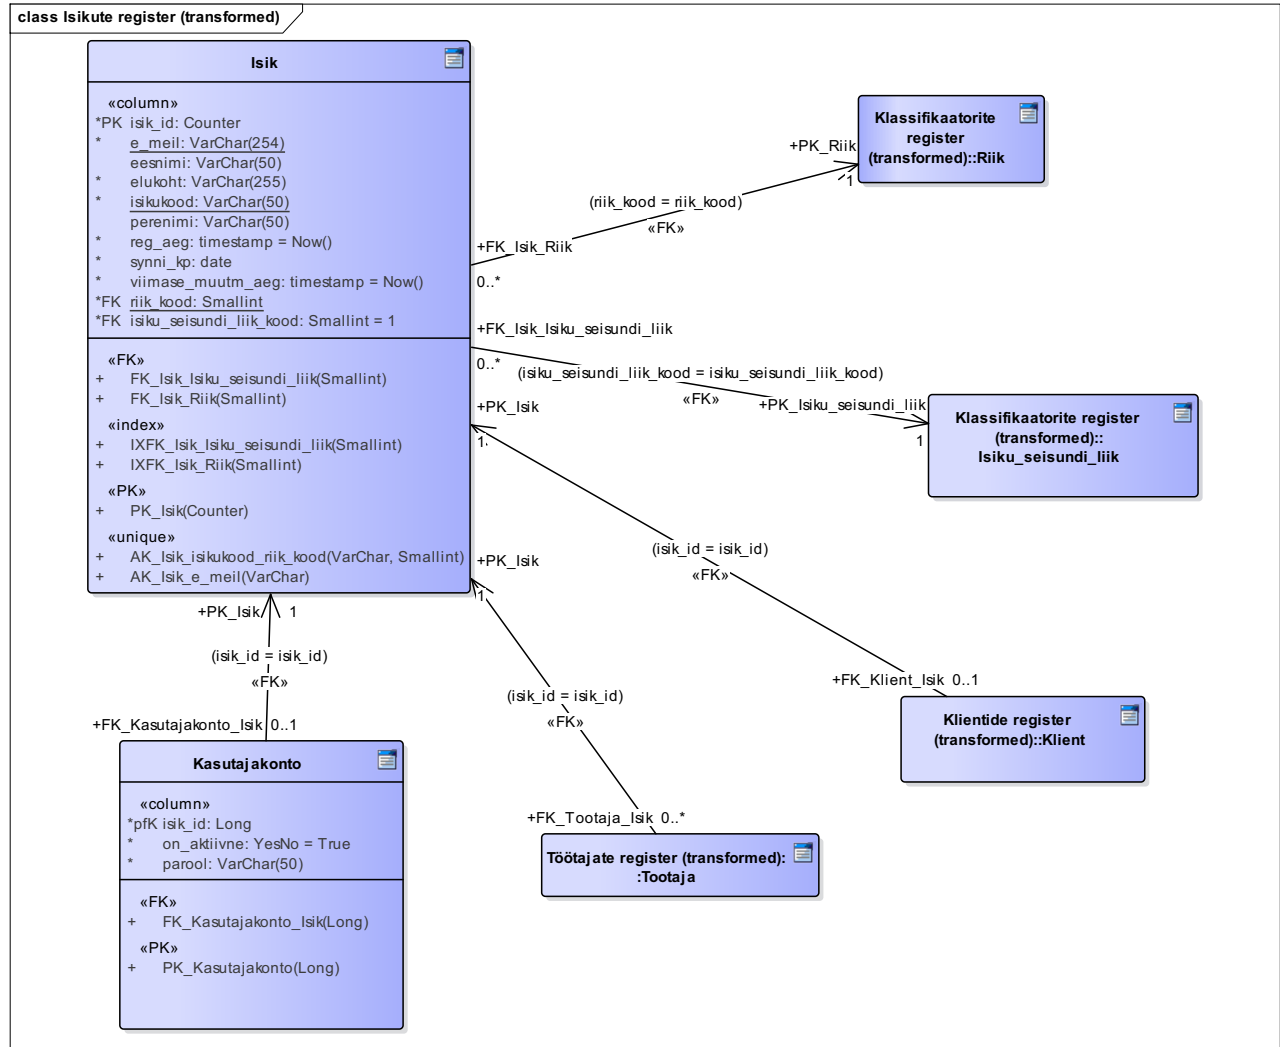 class Isikute register (transformed)
Isik
«column»
*PK isik_id: Counter
* e_meil: VarChar(254)
eesnimi: VarChar(50)
* elukoht: VarChar(255)
* isikukood: VarChar(50)
perenimi: VarChar(50)
* reg_aeg: timestamp = Now()
* synni_kp: date
* viimase_muutm_aeg: timestamp = Now()
*FK riik_kood: Smallint
*FK isiku_seisundi_liik_kood: Smallint = 1
«FK»
+ FK_Isik_Isiku_seisundi_liik(Smallint)
+ FK_Isik_Riik(Smallint)
«index»
+ IXFK_Isik_Isiku_seisundi_liik(Smallint)
+ IXFK_Isik_Riik(Smallint)
«PK»
+ PK_Isik(Counter)
«unique»
+ AK_Isik_isikukood_riik_kood(VarChar, Smallint)
+ AK_Isik_e_meil(VarChar)
Klassifikaatorite
register
(transformed)::Riik
+PK_Riik
1
(riik_kood = riik_kood)
«FK»
+FK_Isik_Riik
0..*
+FK_Isik_Isiku_seisundi_liik
0..*
(isiku_seisundi_liik_kood = isiku_seisundi_liik_kood)
«FK»
+PK_Isiku_seisundi_liik
1
Klassifikaatorite register
(transformed)::
Isiku_seisundi_liik
+PK_Isik
1
(isik_id = isik_id)
«FK»
+FK_Klient_Isik 0..1
Klientide register
(transformed)::Klient
+PK_Isik
1
(isik_id = isik_id)
«FK»
+FK_Tootaja_Isik 0..*
Töötajate register (transformed):
:Tootaja
+PK_Isik 1
(isik_id = isik_id)
«FK»
+FK_Kasutajakonto_Isik 0..1
Kasutajakonto
«column»
*pfK isik_id: Long
* on_aktiivne: YesNo = True
* parool: VarChar(50)
«FK»
+ FK_Kasutajakonto_Isik(Long)
«PK»
+ PK_Kasutajakonto(Long)